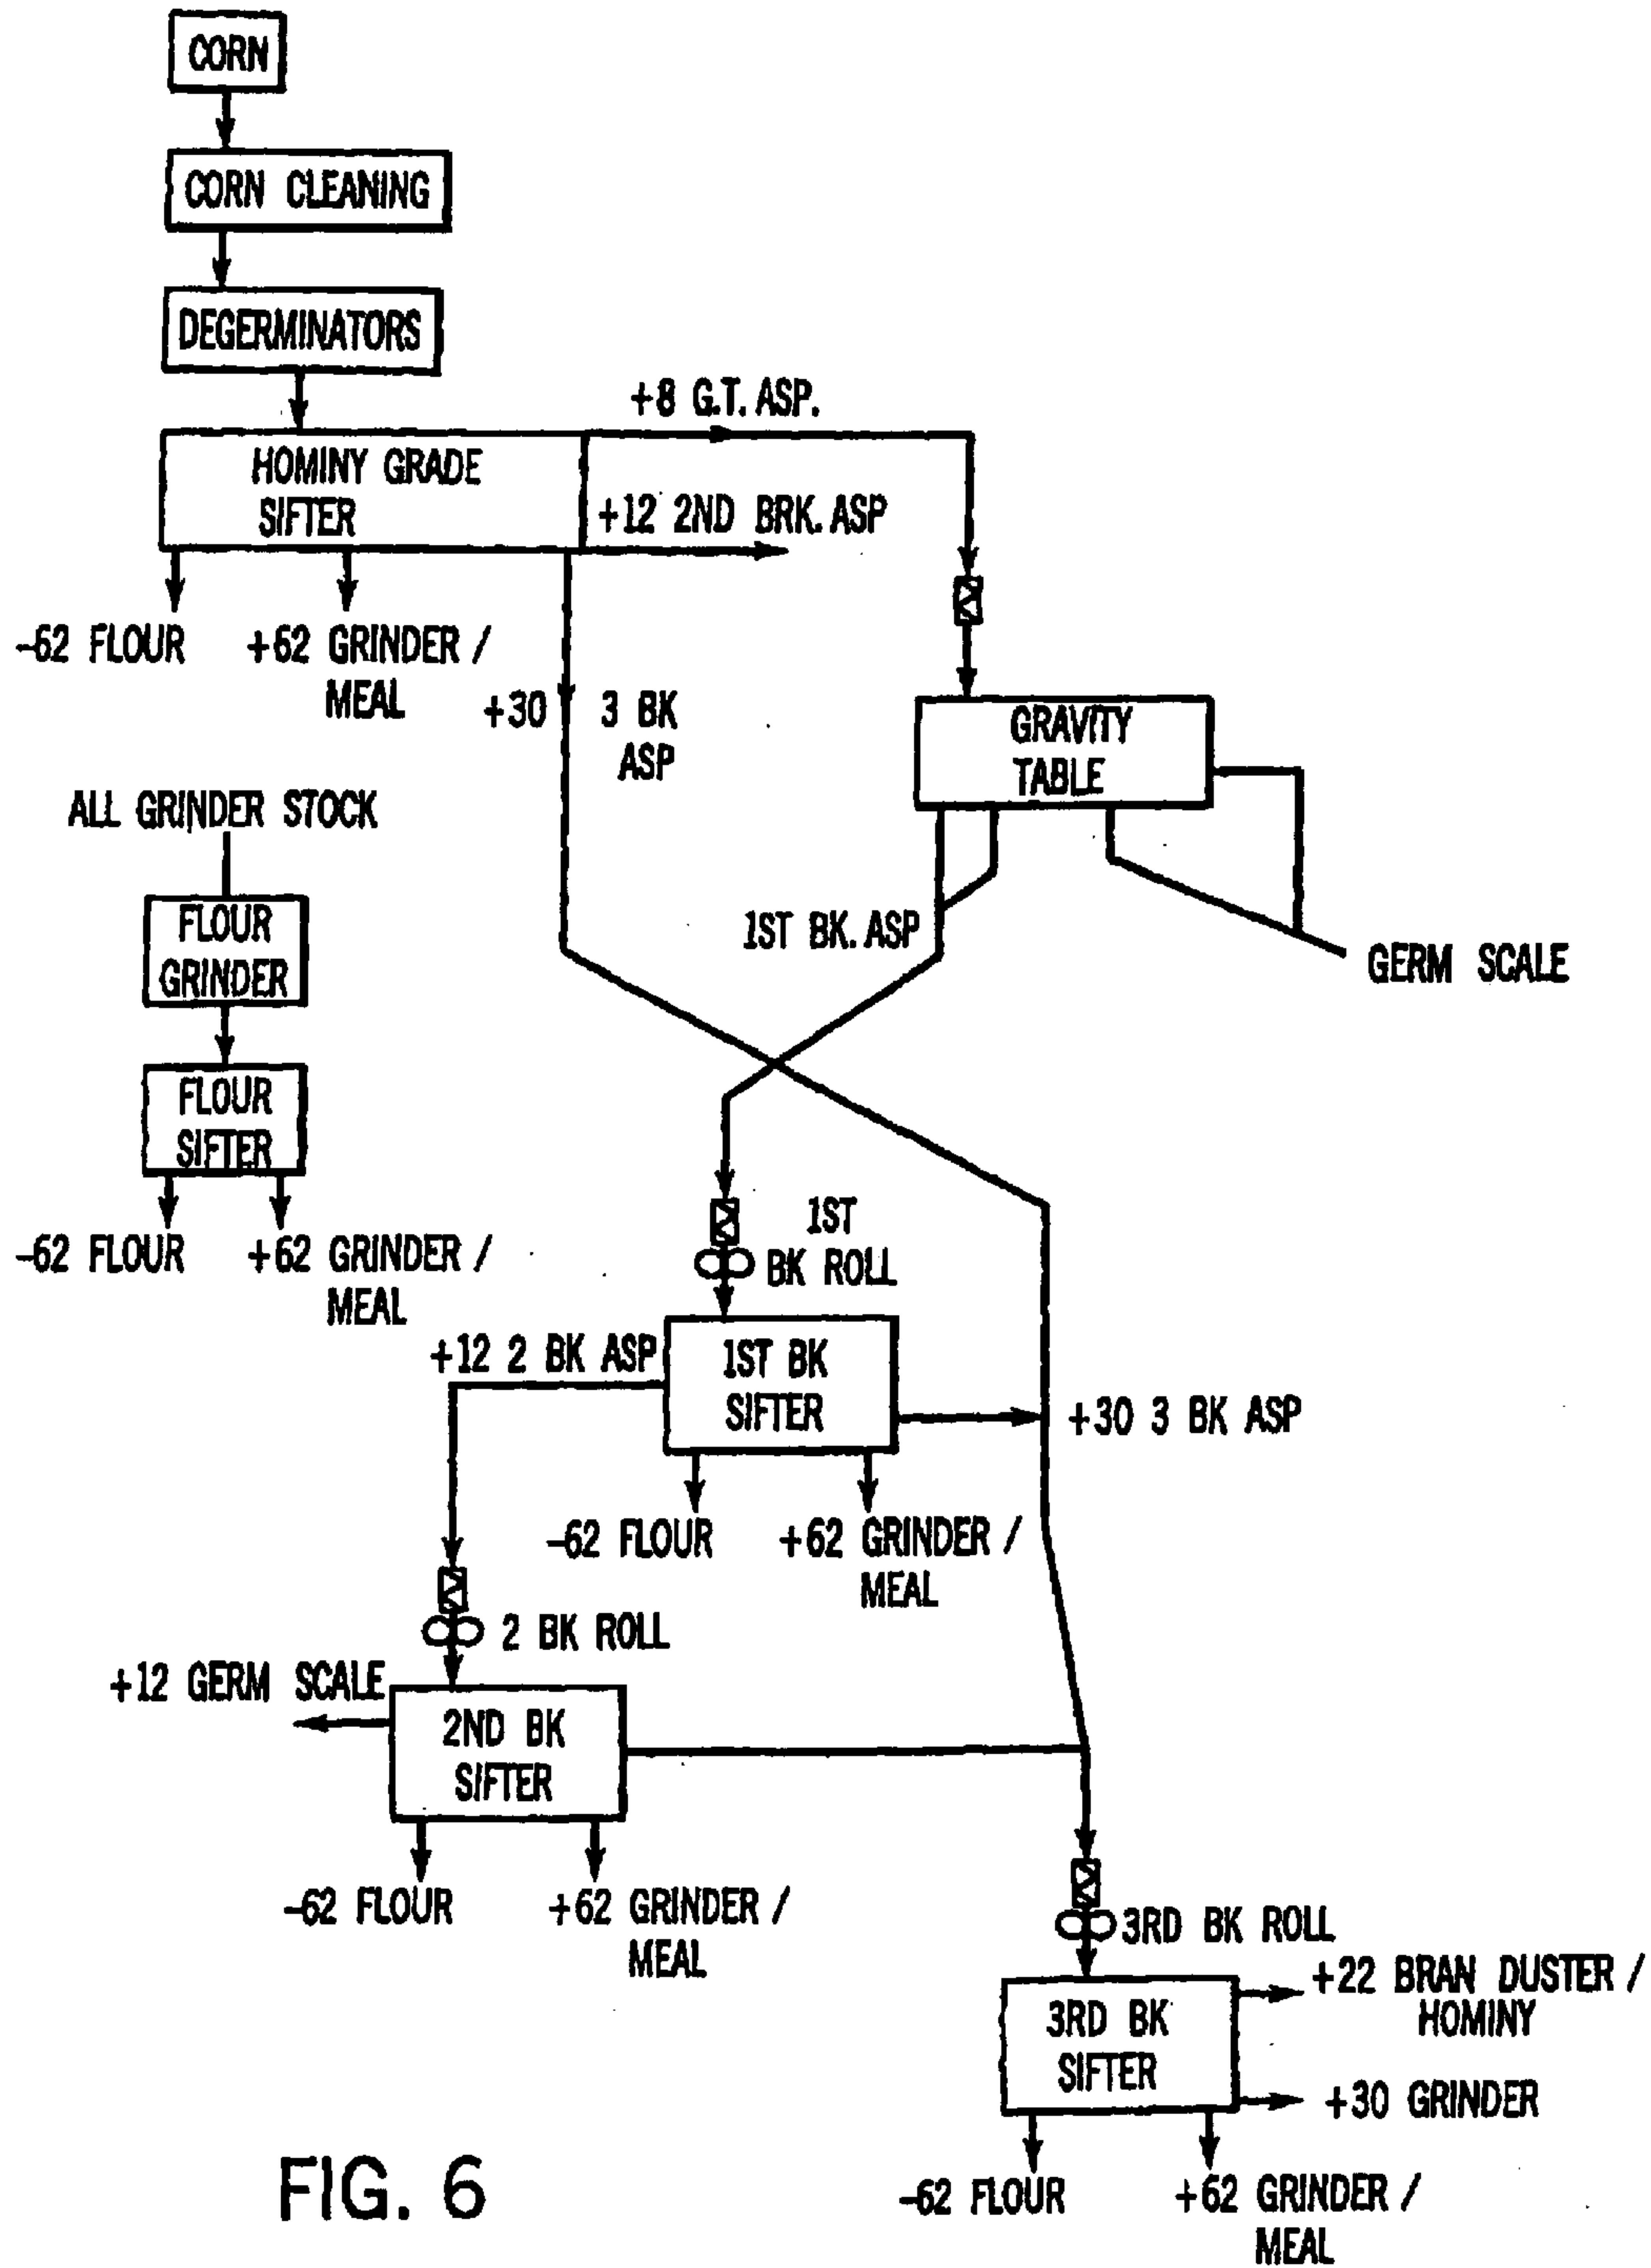 CORN
CORN CLEANING
DEGERMINATORS
+8 G.T. ASP.
HOMINY GRADE
SIFTER
+12 2ND BRK. ASP
-62 FLOUR
+62 GRINDER /
MEAL
+30 3 BK
ASP
GRAVITY
TABLE
ALL GRINDER STOCK
FLOUR
GRINDER
1ST BK. ASP
GERM SCALE
FLOUR
SIFTER
-62 FLOUR
+62 GRINDER /
MEAL
1ST
BK ROLL
+12 2 BK ASP
1ST BK
SIFTER
+30 3 BK ASP
-62 FLOUR
+62 GRINDER /
MEAL
2 BK ROLL
+12 GERM SCALE
2ND BK
SIFTER
-62 FLOUR
+62 GRINDER /
MEAL
3RD BK ROLL
+22 BRAN DUSTER /
HOMINY
3RD BK
SIFTER
+30 GRINDER
-62 FLOUR
+62 GRINDER /
MEAL
FIG. 6